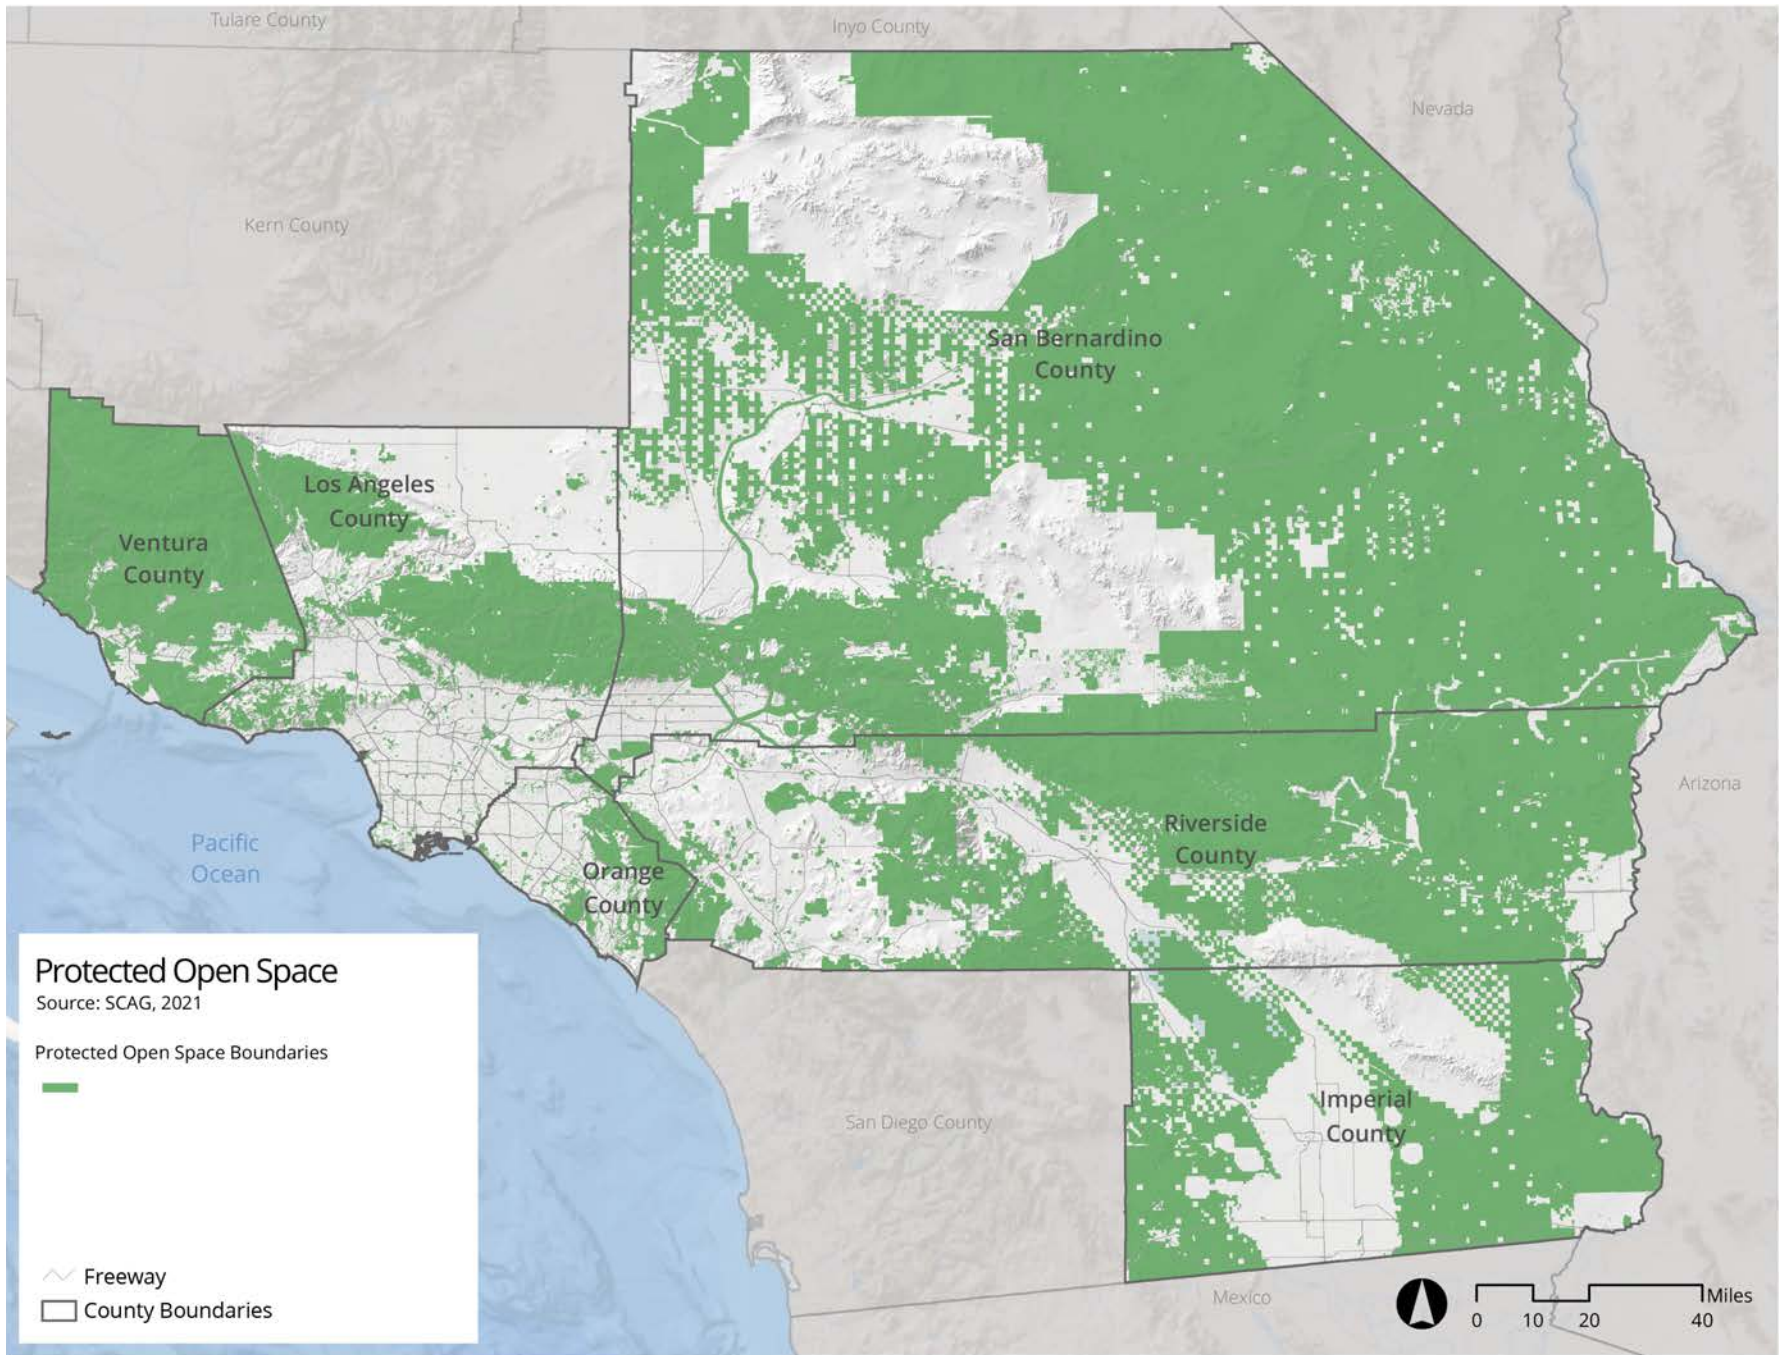 Tulare County
Inyo County
Nevada
Kern County
San Bernardino
County
Los Angeles
County
Ventura
County
Arizona
Riverside
County
Pacific
Ocean
Orange
County
Protected Open Space
Source: SCAG, 2021
Protected Open Space Boundaries
Imperial
County
San Diego County
Freeway
County Boundaries
Mexico
Miles
0 10 20 40